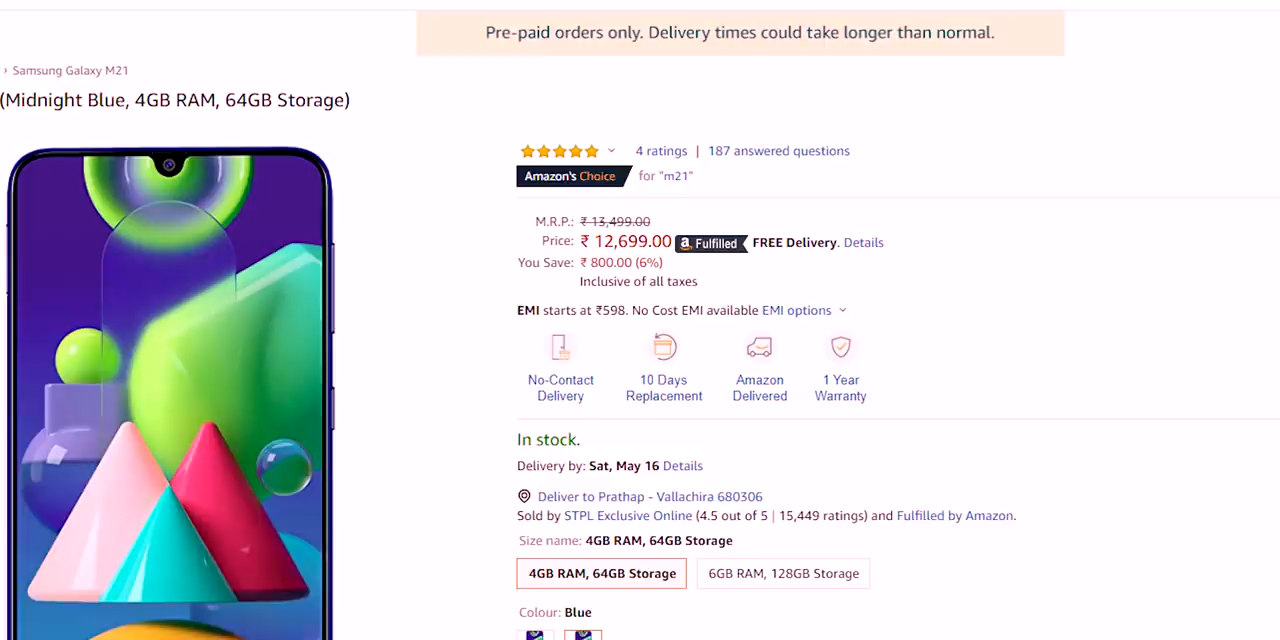 Pre-paid orders only. Delivery times could take longer than normal.
› Samsung Galaxy M21
(Midnight Blue, 4GB RAM, 64GB Storage)
4 ratings | 187 answered questions
Amazon's Choice for "m21"
M.R.P.: ₹ 13,499.00
Price: ₹ 12,699.00 a Fulfilled FREE Delivery. Details
You Save: ₹ 800.00 (6%)
Inclusive of all taxes
EMI starts at ₹598. No Cost EMI available EMI options
No-Contact Delivery
10 Days Replacement
Amazon Delivered
1 Year Warranty
In stock.
Delivery by: Sat, May 16 Details
Deliver to Prathap - Vallachira 680306
Sold by STPL Exclusive Online (4.5 out of 5 | 15,449 ratings) and Fulfilled by Amazon.
Size name: 4GB RAM, 64GB Storage
4GB RAM, 64GB Storage
6GB RAM, 128GB Storage
Colour: Blue